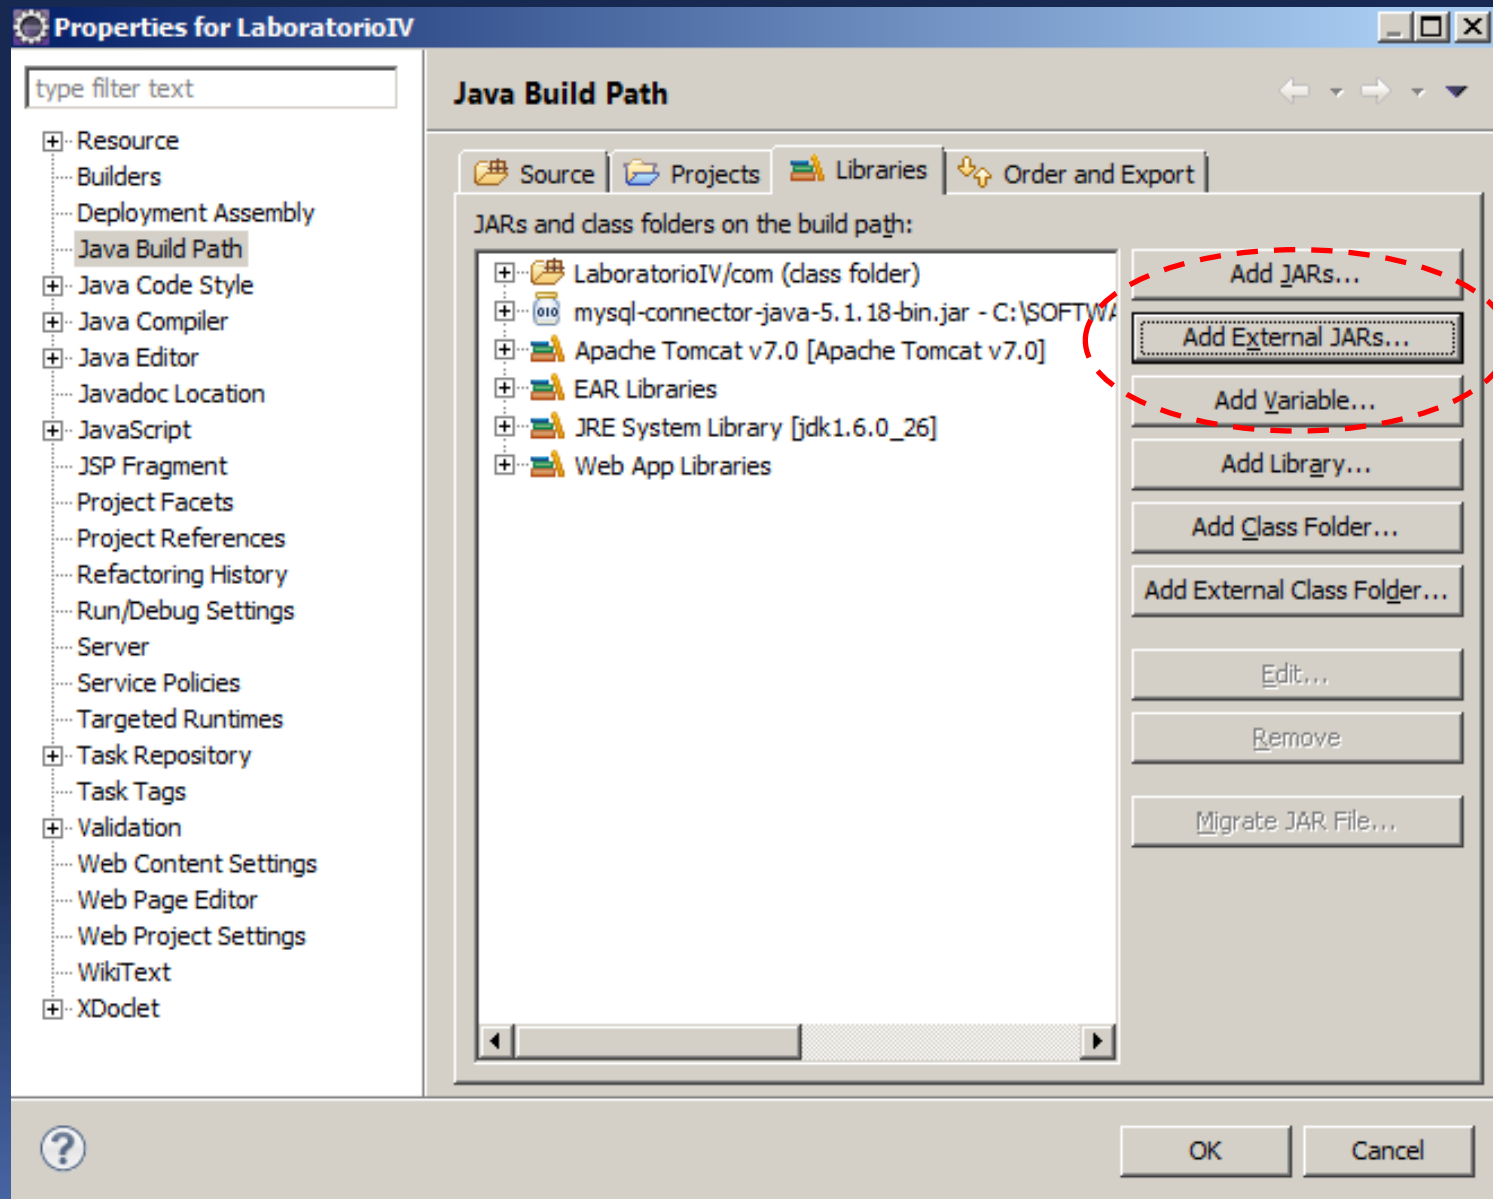 Properties for LaboratorioIV
type filter text
Resource
Builders
Deployment Assembly
Java Build Path
Java Code Style
Java Compiler
Java Editor
Javadoc Location
JavaScript
JSP Fragment
Project Facets
Project References
Refactoring History
Run/Debug Settings
Server
Service Policies
Targeted Runtimes
Task Repository
Task Tags
Validation
Web Content Settings
Web Page Editor
Web Project Settings
WikiText
XDoclet
Java Build Path
Source
Projects
Libraries
Order and Export
JARs and class folders on the build path:
LaboratorioIV/com (class folder)
mysql-connector-java-5.1.18-bin.jar - C:\SOFTWA
Apache Tomcat v7.0 [Apache Tomcat v7.0]
EAR Libraries
JRE System Library [jdk1.6.0_26]
Web App Libraries
Add JARs...
Add External JARs...
Add Variable...
Add Library...
Add Class Folder...
Add External Class Folder...
Edit...
Remove
Migrate JAR File...
OK
Cancel